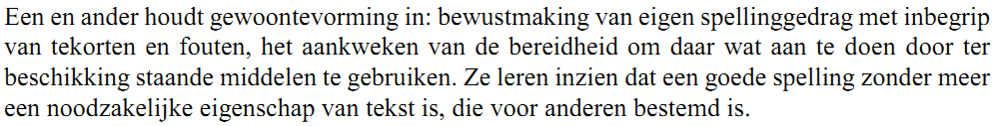 Een en ander houdt gewoontevorming in: bewustmaking van eigen spellinggedrag met inbegrip
van tekorten en fouten, het aankweken van de bereidheid om daar wat aan te doen door ter
beschikking staande middelen te gebruiken. Ze leren inzien dat een goede spelling zonder meer
een noodzakelijke eigenschap van tekst is, die voor anderen bestemd is.